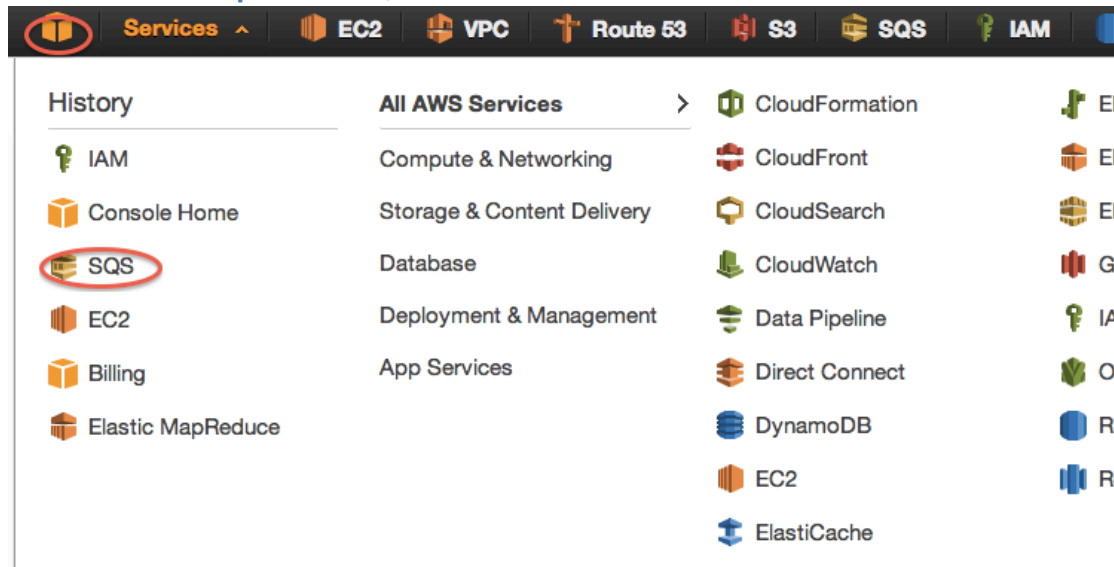 Services
EC2
VPC
Route 53
S3
SQS
IAM
History
IAM
Console Home
SQS
EC2
Billing
Elastic MapReduce
All AWS Services
Compute & Networking
Storage & Content Delivery
Database
Deployment & Management
App Services
CloudFormation
CloudFront
CloudSearch
CloudWatch
Data Pipeline
Direct Connect
DynamoDB
EC2
ElastiCache